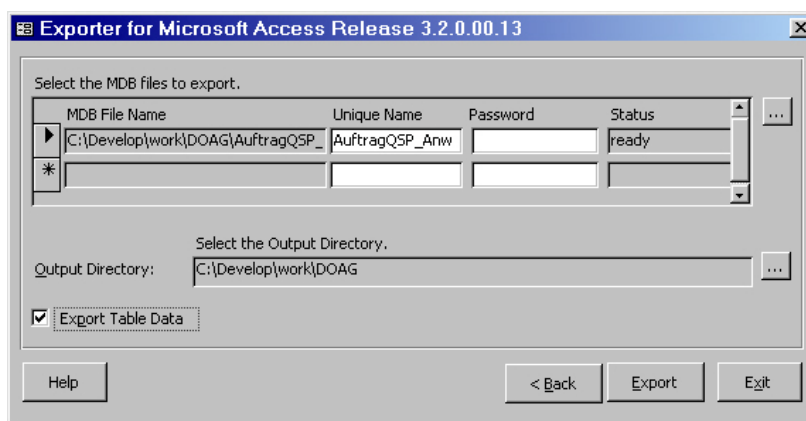 Exporter for Microsoft Access Release 3.2.0.00.13
Select the MDB files to export.
MDB File Name Unique Name Password Status
C:\Develop\work\DOAG\AuftragQSP_ AuftragQSP_Anw ready
...
Select the Output Directory.
Output Directory: C:\Develop\work\DOAG
...
Export Table Data
Help < Back Export Exit